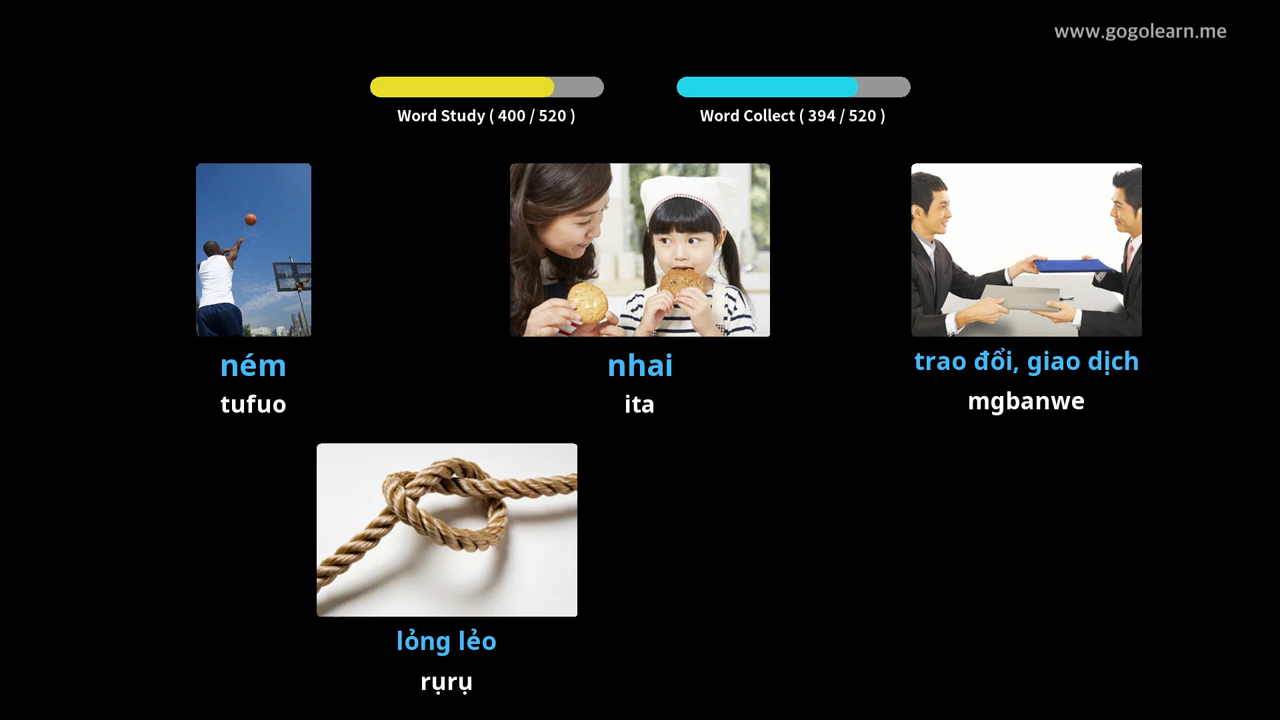 www.gogolearn.me
Word Study ( 400 / 520 )
Word Collect ( 394 / 520 )
ném
tufuo
nhai
ita
trao đổi, giao dịch
mgbanwe
lỏng lẻo
rụrụ